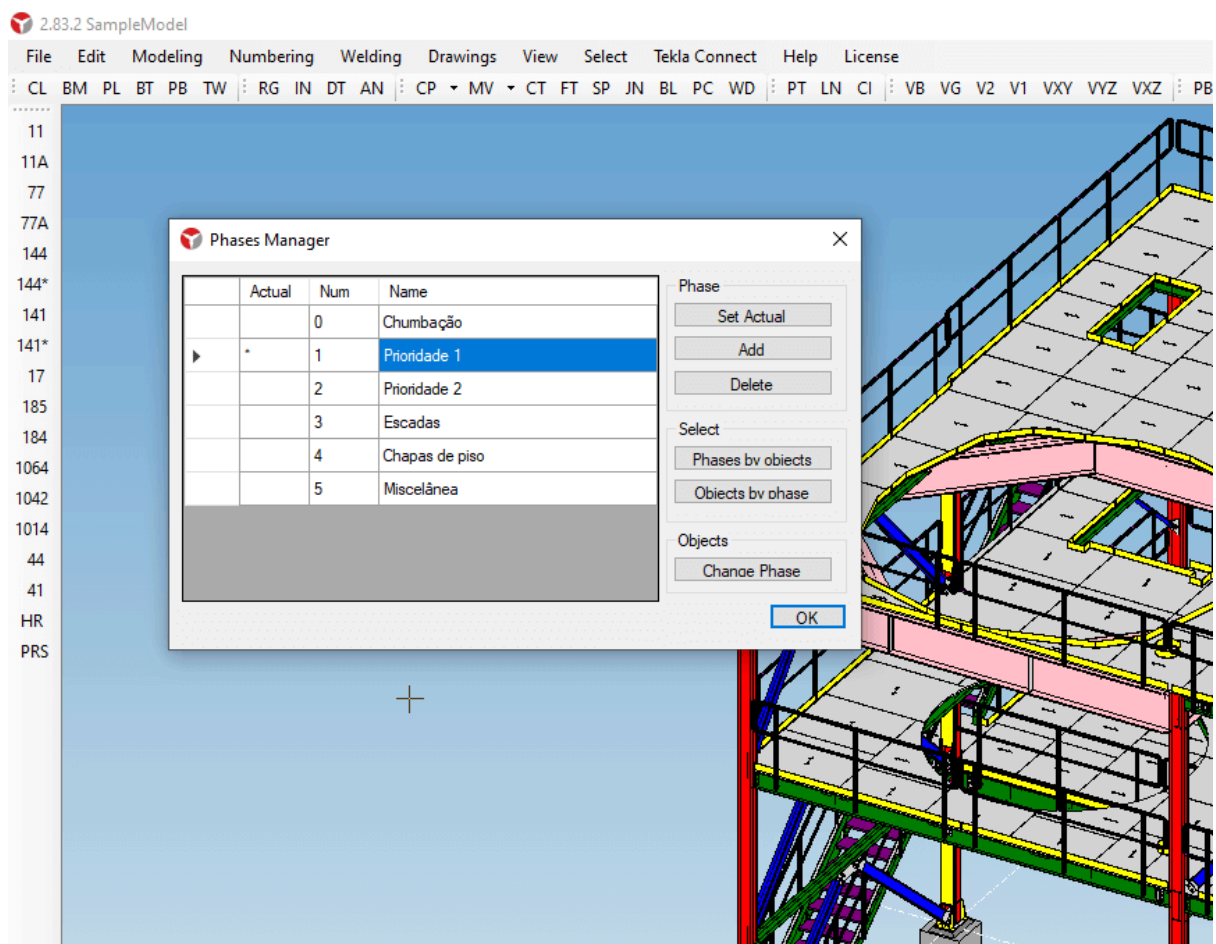 2.83.2 SampleModel
File Edit Modeling Numbering Welding Drawings View Select Tekla Connect Help License
CL BM PL BT PB TW RG IN DT AN CP MV CT FT SP JN BL PC WD PT LN CI VB VG V2 V1 VXY VYZ VXZ PB
11
11A
77
77A
144
144*
141
141*
17
185
184
1064
1042
1014
44
41
HR
PRS
Phases Manager
Actual Num Name
0 Chumbação
* 1 Prioridade 1
2 Prioridade 2
3 Escadas
4 Chapas de piso
5 Miscelânea
Phase
Set Actual
Add
Delete
Select
Phases by objects
Objects by phase
Objects
Change Phase
OK